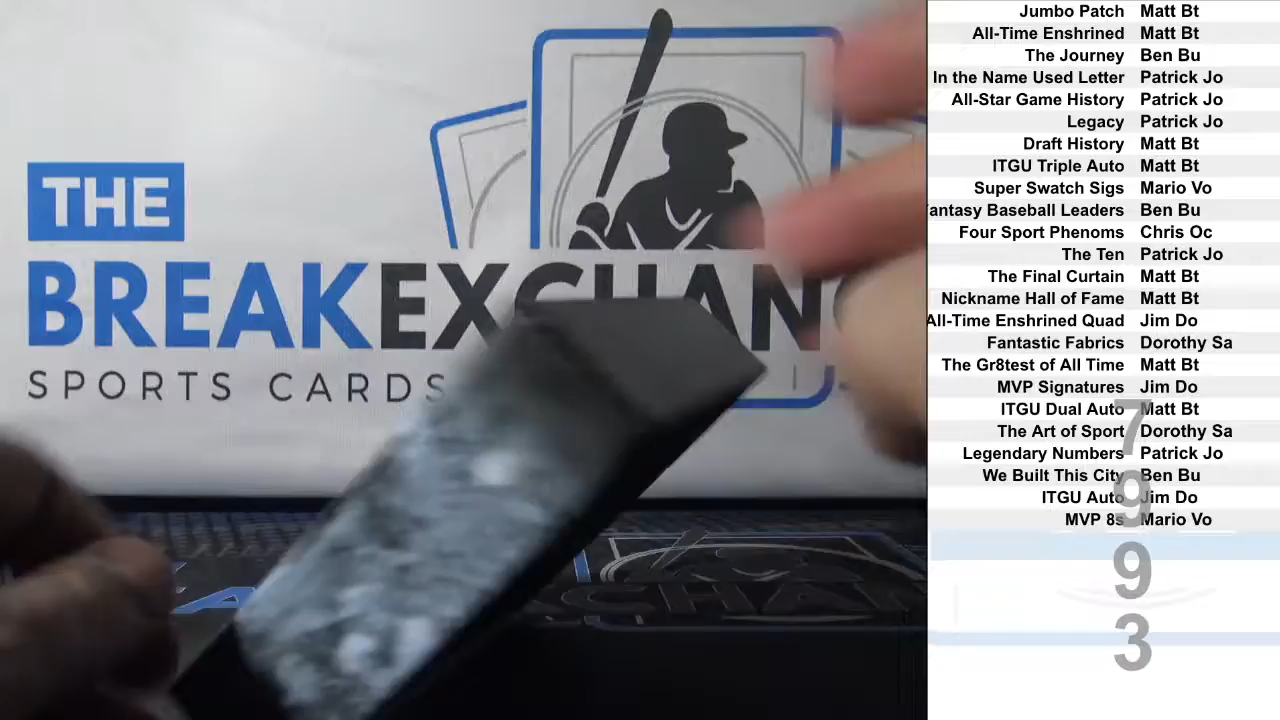 THE
BREAKEXCHAN
SPORTS CARDS
Jumbo Patch Matt Bt
All-Time Enshrined Matt Bt
The Journey Ben Bu
In the Name Used Letter Patrick Jo
All-Star Game History Patrick Jo
Legacy Patrick Jo
Draft History Matt Bt
ITGU Triple Auto Matt Bt
Super Swatch Sigs Mario Vo
antasy Baseball Leaders Ben Bu
Four Sport Phenoms Chris Oc
The Ten Patrick Jo
The Final Curtain Matt Bt
Nickname Hall of Fame Matt Bt
All-Time Enshrined Quad Jim Do
Fantastic Fabrics Dorothy Sa
The Gr8test of All Time Matt Bt
MVP Signatures Jim Do
ITGU Dual Auto Matt Bt
The Art of Sport Dorothy Sa
Legendary Numbers Patrick Jo
We Built This City Ben Bu
ITGU Auto Jim Do
MVP 8s Mario Vo
7
9
9
3